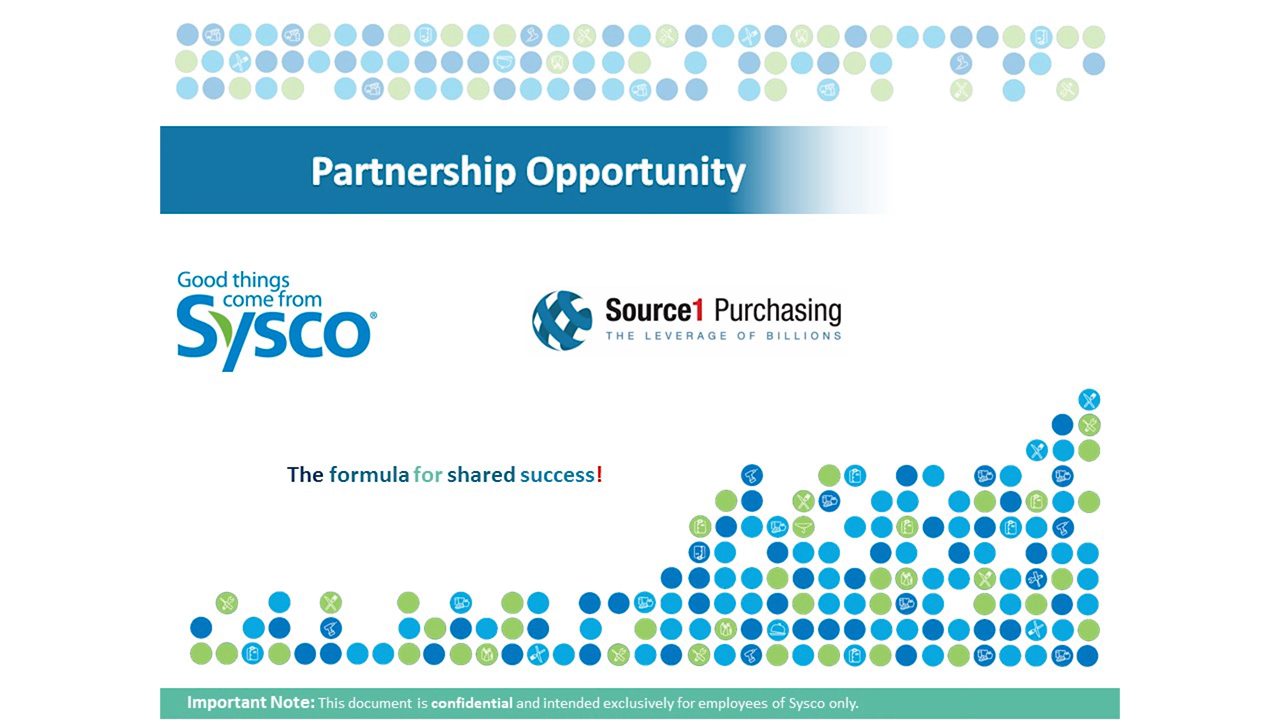 Partnership Opportunity
Good things
come from
Sysco®
Source1 Purchasing
THE LEVERAGE OF BILLIONS
The formula for shared success!
Important Note: This document is confidential and intended exclusively for employees of Sysco only.